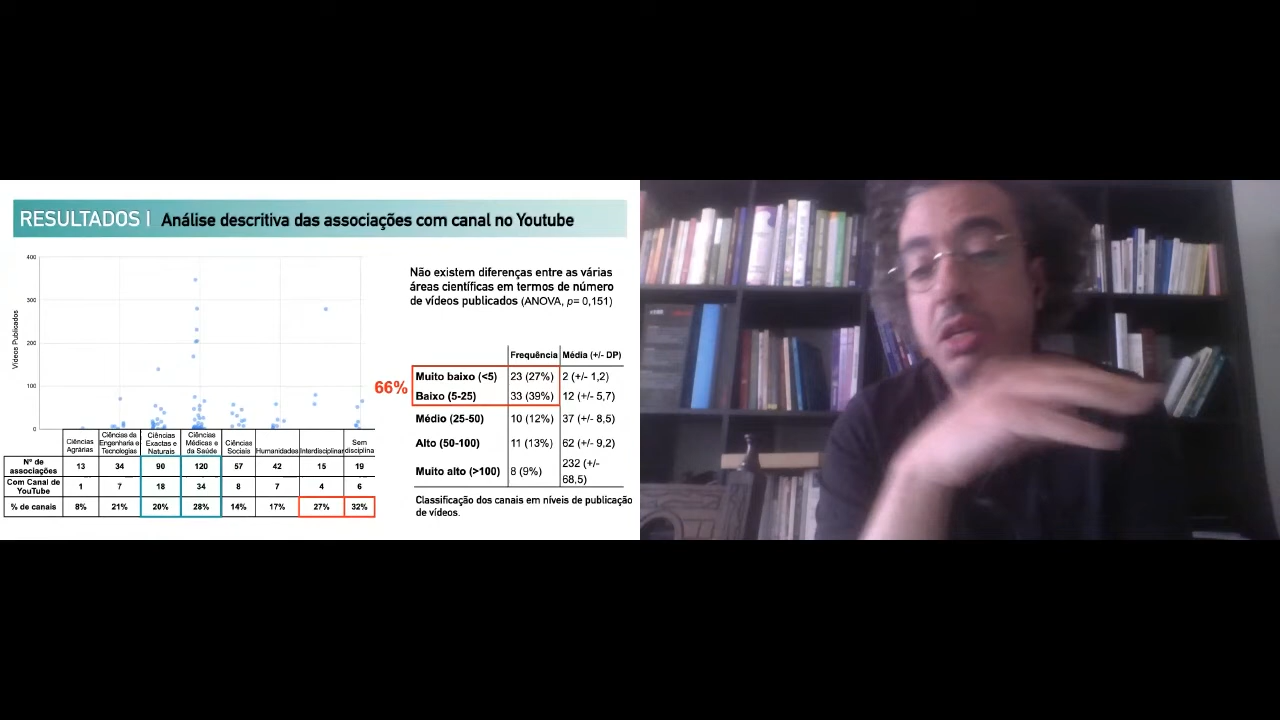 RESULTADOS | Análise descritiva das associações com canal no Youtube
400
300
200
100
0
Vídeos Publicados
Não existem diferenças entre as várias
áreas científicas em termos de número
de vídeos publicados (ANOVA, p= 0,151)
Frequência Média (+/- DP)
66%
Muito baixo (<5) 23 (27%) 2 (+/- 1,2)
Baixo (5-25) 33 (39%) 12 (+/- 5,7)
Médio (25-50) 10 (12%) 37 (+/- 8,5)
Alto (50-100) 11 (13%) 62 (+/- 9,2)
Muito alto (>100) 8 (9%) 232 (+/-
68,5)
Classificação dos canais em níveis de publicação
de vídeos.
Ciências
Agrárias
Ciências da
Engenharia e
Tecnologias
Ciências
Exactas e
Naturais
Ciências
Médicas e
da Saúde
Ciências
Sociais
Humanidades
Interdisciplinar
Sem
disciplina
Nº de
associações
13 34 90 120 57 42 15 19
Com Canal de
YouTube
1 7 18 34 8 7 4 6
% de canais 8% 21% 20% 28% 14% 17% 27% 32%